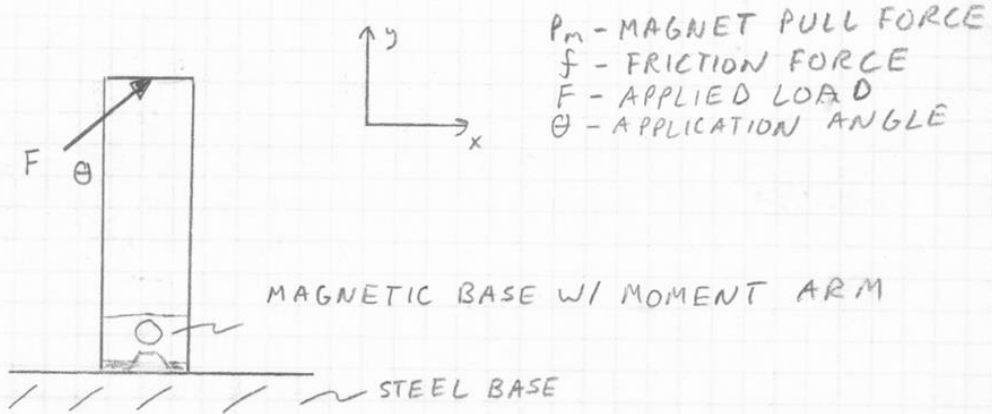 y
x
Pm - MAGNET PULL FORCE
f - FRICTION FORCE
F - APPLIED LOAD
θ - APPLICATION ANGLE
F
θ
MAGNETIC BASE W/ MOMENT ARM
STEEL BASE